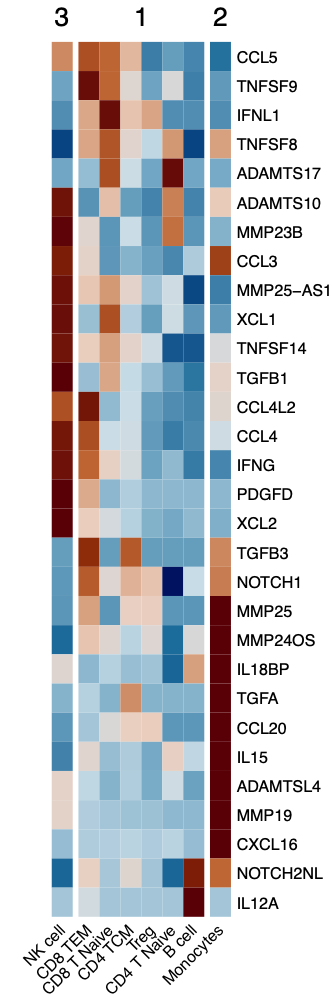 3 1 2
CCL5
TNFSF9
IFNL1
TNFSF8
ADAMTS17
ADAMTS10
MMP23B
CCL3
MMP25−AS1
XCL1
TNFSF14
TGFB1
CCL4L2
CCL4
IFNG
PDGFD
XCL2
TGFB3
NOTCH1
MMP25
MMP24OS
IL18BP
TGFA
CCL20
IL15
ADAMTSL4
MMP19
CXCL16
NOTCH2NL
IL12A
NK cell
CD8 TEM
CD8 T Naive
CD4 TCM
Treg
CD4 T Naive
B cell
Monocytes